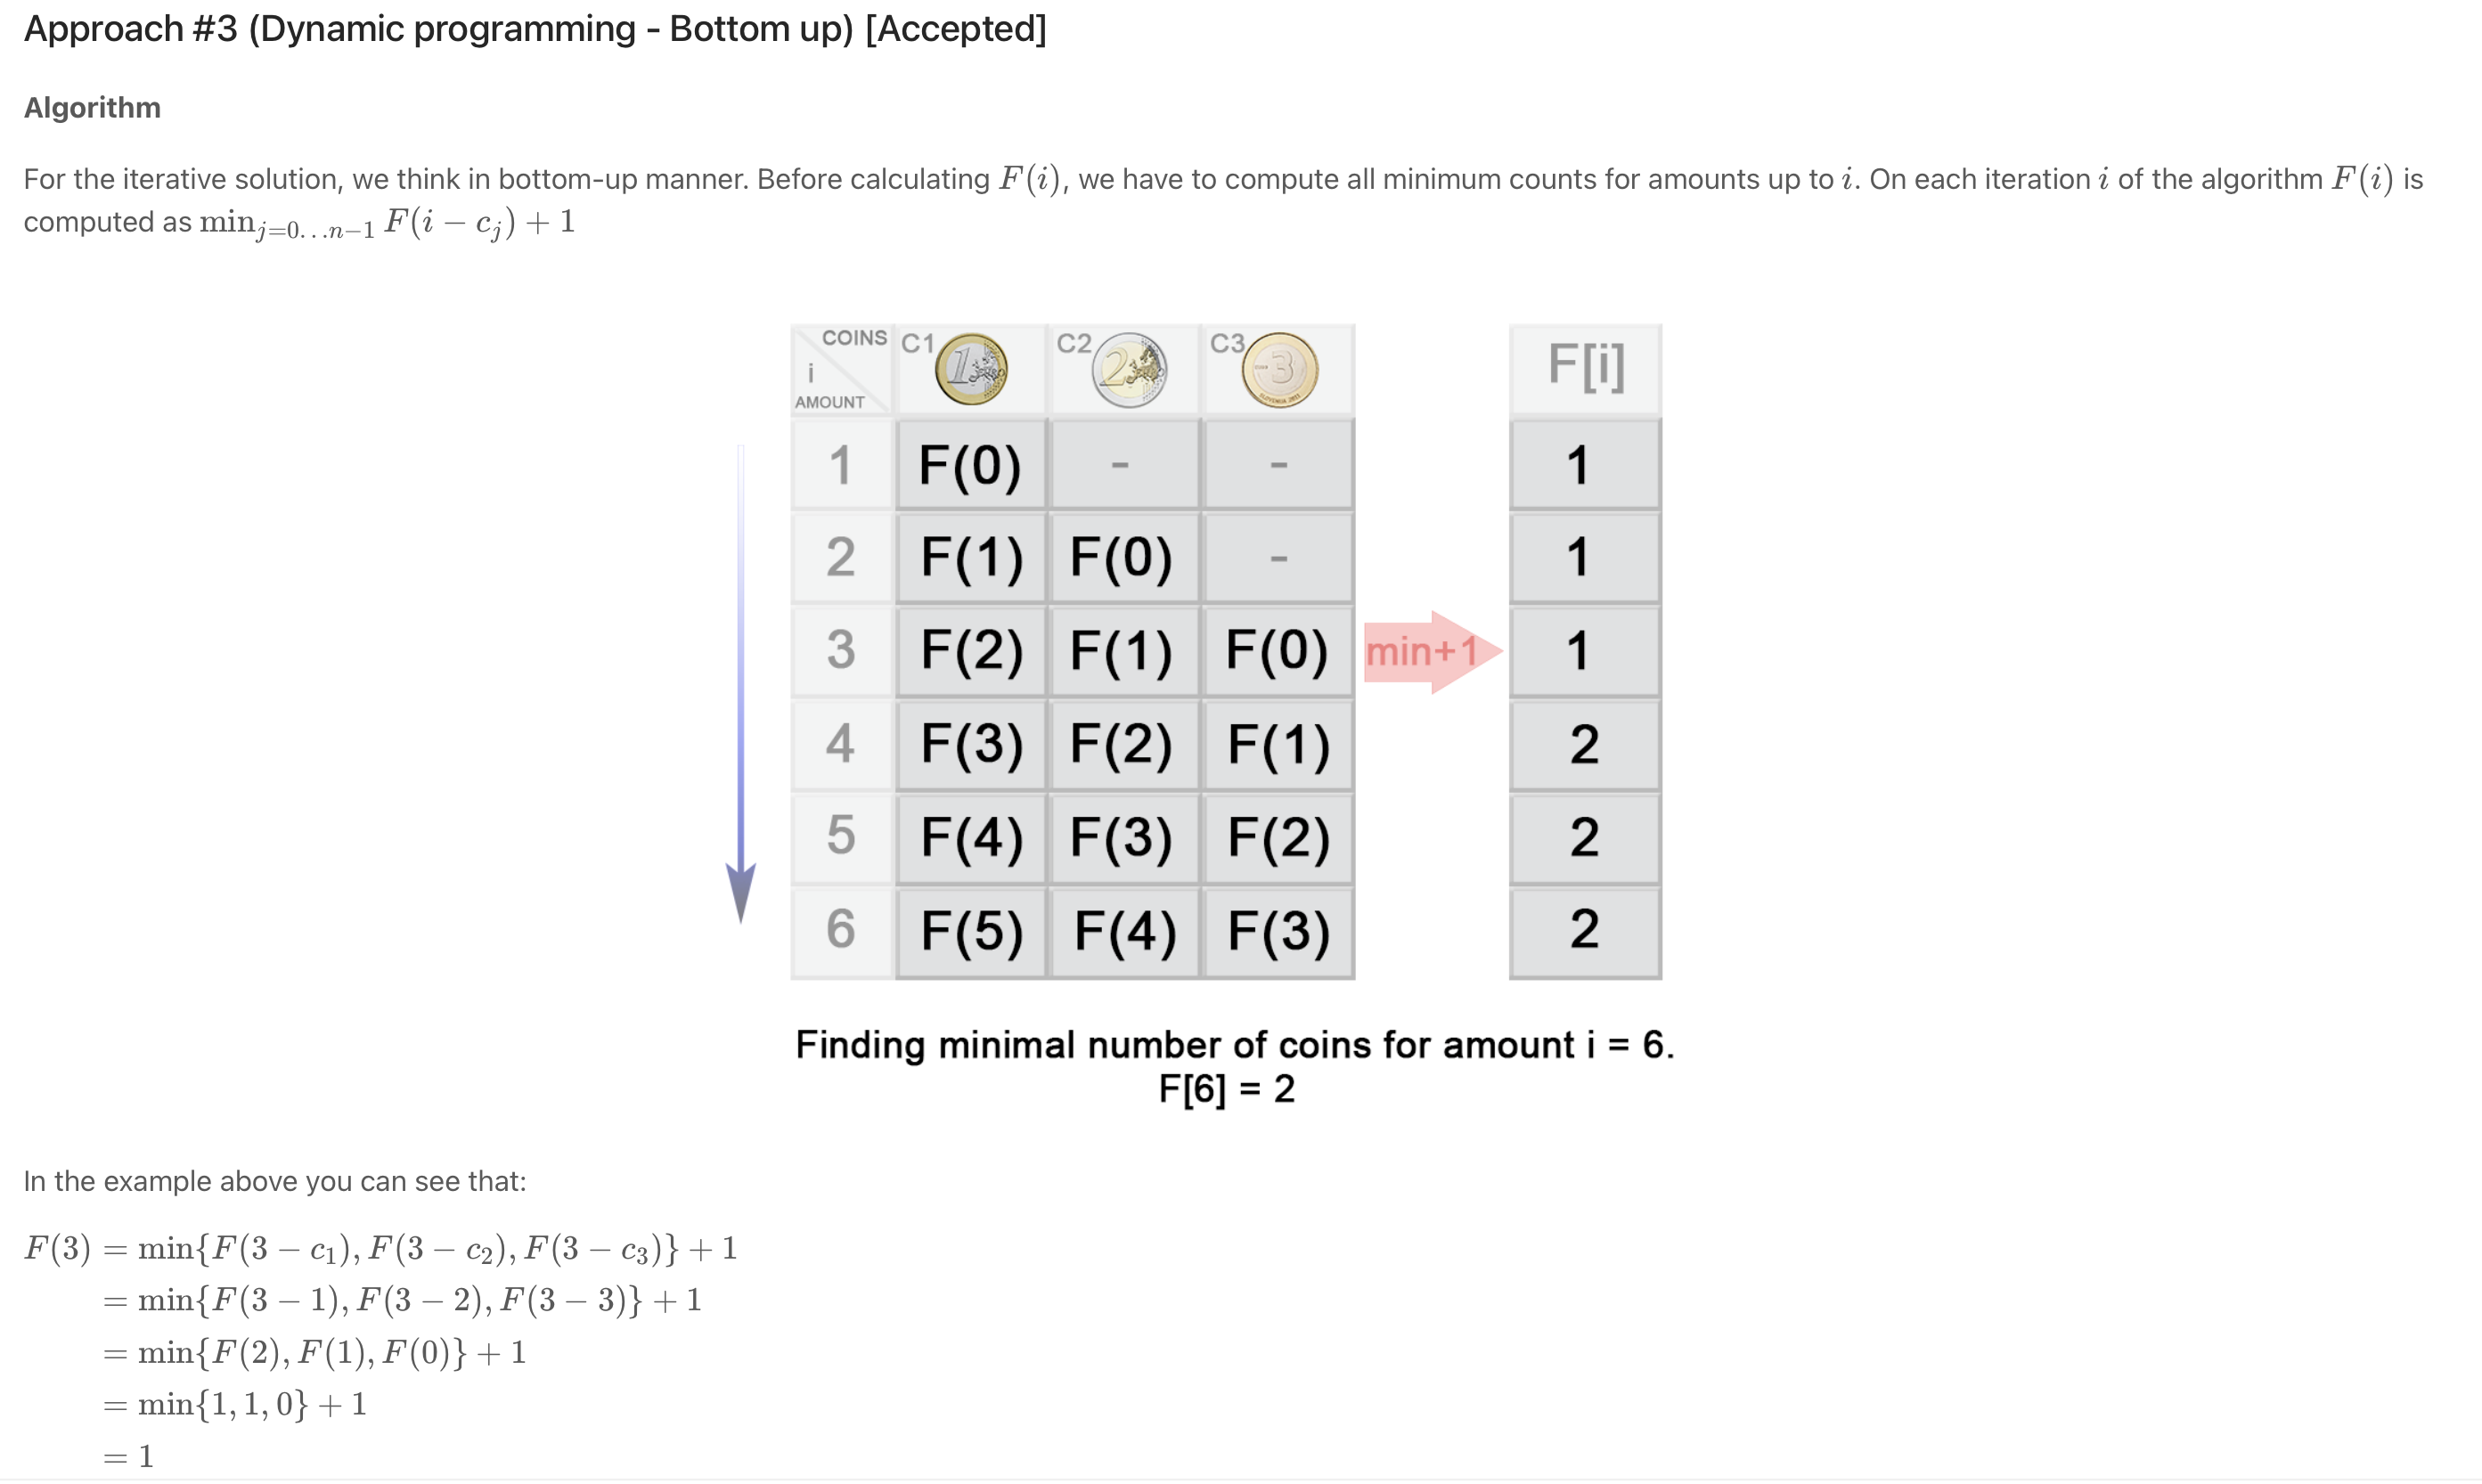 Approach #3 (Dynamic programming - Bottom up) [Accepted]
Algorithm
For the iterative solution, we think in bottom-up manner. Before calculating F(i), we have to compute all minimum counts for amounts up to i. On each iteration i of the algorithm F(i) is
computed as min_{j=0...n−1} F(i − c_j) + 1
COINS i AMOUNT C1 1 C2 2 C3 3 F[i]
1 F(0) - - 1
2 F(1) F(0) - 1
3 F(2) F(1) F(0) min+1 1
4 F(3) F(2) F(1) 2
5 F(4) F(3) F(2) 2
6 F(5) F(4) F(3) 2
Finding minimal number of coins for amount i = 6.
F[6] = 2
In the example above you can see that:
F(3) = min{F(3 − c₁), F(3 − c₂), F(3 − c₃)} + 1
= min{F(3 − 1), F(3 − 2), F(3 − 3)} + 1
= min{F(2), F(1), F(0)} + 1
= min{1, 1, 0} + 1
= 1